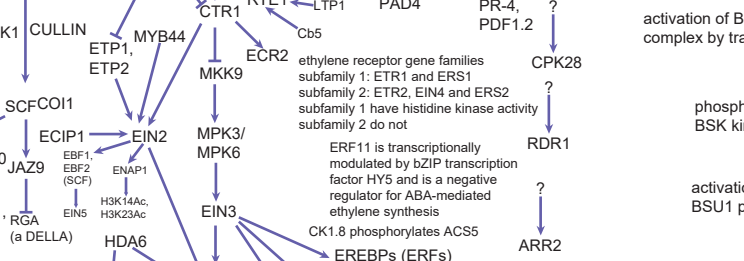 K1 CULLIN
ETP1,
ETP2
MYB44
CTR1
LTP1
Cb5
ECR2
MKK9
PAD4
PR-4,
PDF1.2
?
CPK28
?
RDR1
?
ARR2
activation of B
complex by tra
phosph
BSK ki
activati
BSU1 p
ethylene receptor gene families
subfamily 1: ETR1 and ERS1
subfamily 2: ETR2, EIN4 and ERS2
subfamily 1 have histidine kinase activity
subfamily 2 do not
ERF11 is transcriptionally
modulated by bZIP transcription
factor HY5 and is a negative
regulator for ABA-mediated
ethylene synthesis
CK1.8 phosphorylates ACS5
EREBPs (ERFs)
SCFCOI1
ECIP1
EIN2
MPK3/
MPK6
JAZ9
EBF1,
EBF2
(SCF)
ENAP1
EIN5
H3K14Ac,
H3K23Ac
EIN3
RGA
(a DELLA)
HDA6